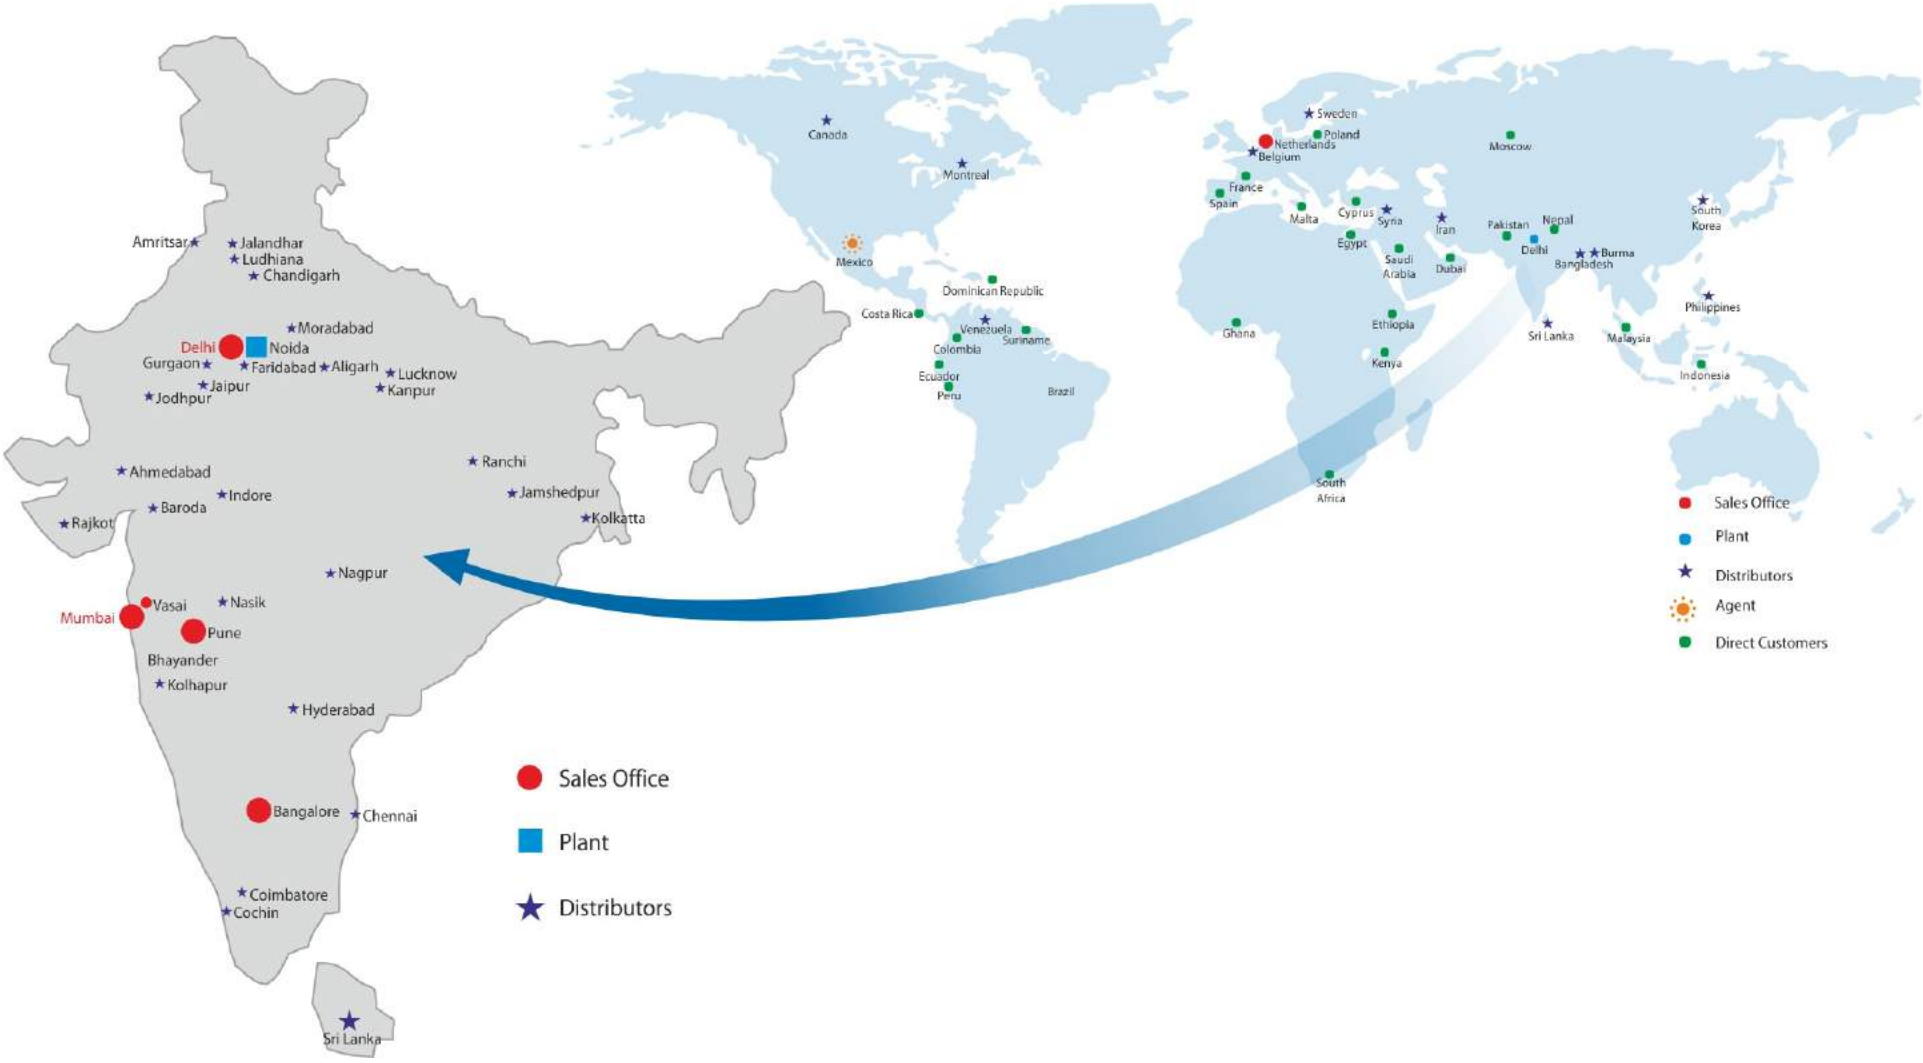 Amritsar
Jalandhar
Ludhiana
Chandigarh
Moradabad
Delhi
Noida
Gurgaon
Faridabad
Aligarh
Lucknow
Jaipur
Kanpur
Jodhpur
Ahmedabad
Ranchi
Indore
Jamshedpur
Baroda
Rajkot
Kolkatta
Nagpur
Vasai
Nasik
Mumbai
Pune
Bhayander
Kolhapur
Hyderabad
Bangalore
Chennai
Coimbatore
Cochin
Sri Lanka
Sales Office
Plant
Distributors
Canada
Montreal
Mexico
Dominican Republic
Costa Rica
Venezuela
Suriname
Colombia
Ecuador
Peru
Brazil
Sweden
Poland
Netherlands
Belgium
Moscow
France
Spain
Malta
Cyprus
Syria
Iran
Egypt
Saudi
Arabia
Dubai
Pakistan
Nepal
Delhi
Bangladesh
Burma
South
Korea
Philippines
Sri Lanka
Malaysia
Indonesia
Ghana
Ethiopia
Kenya
South
Africa
Sales Office
Plant
Distributors
Agent
Direct Customers